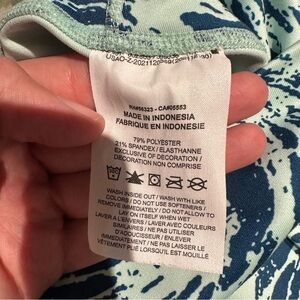 RN#56323 - CA#05553
MADE IN INDONESIA
FABRIQUE EN INDONESIE
79% POLYESTER
21% SPANDEX / ELASTHANNE
EXCLUSIVE OF DECORATION /
DECORATION NON COMPRISE
WASH INSIDE OUT / WASH WITH LIKE
COLORS / DO NOT USE SOFTENERS /
REMOVE IMMEDIATELY / DO NOT ALLOW TO
LAY ON ITSELF WHEN WET
LAVER À L'ENVERS / LAVER AVEC COULEURS
SIMILAIRES / NE PAS UTILISER
D'ADOUCISSEUR / ENLEVER
IMMÉDIATEMENT / NE PAS LAISSER LE
VÊTEMENT PLIÉ LORSQU'IL EST MOUILLÉ